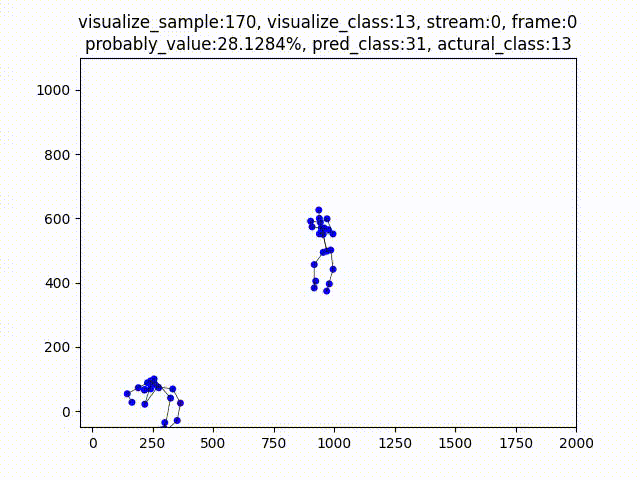 visualize_sample:170, visualize_class:13, stream:0, frame:0
probably_value:28.1284%, pred_class:31, actural_class:13
1000
800
600
400
200
0
0 250 500 750 1000 1250 1500 1750 2000